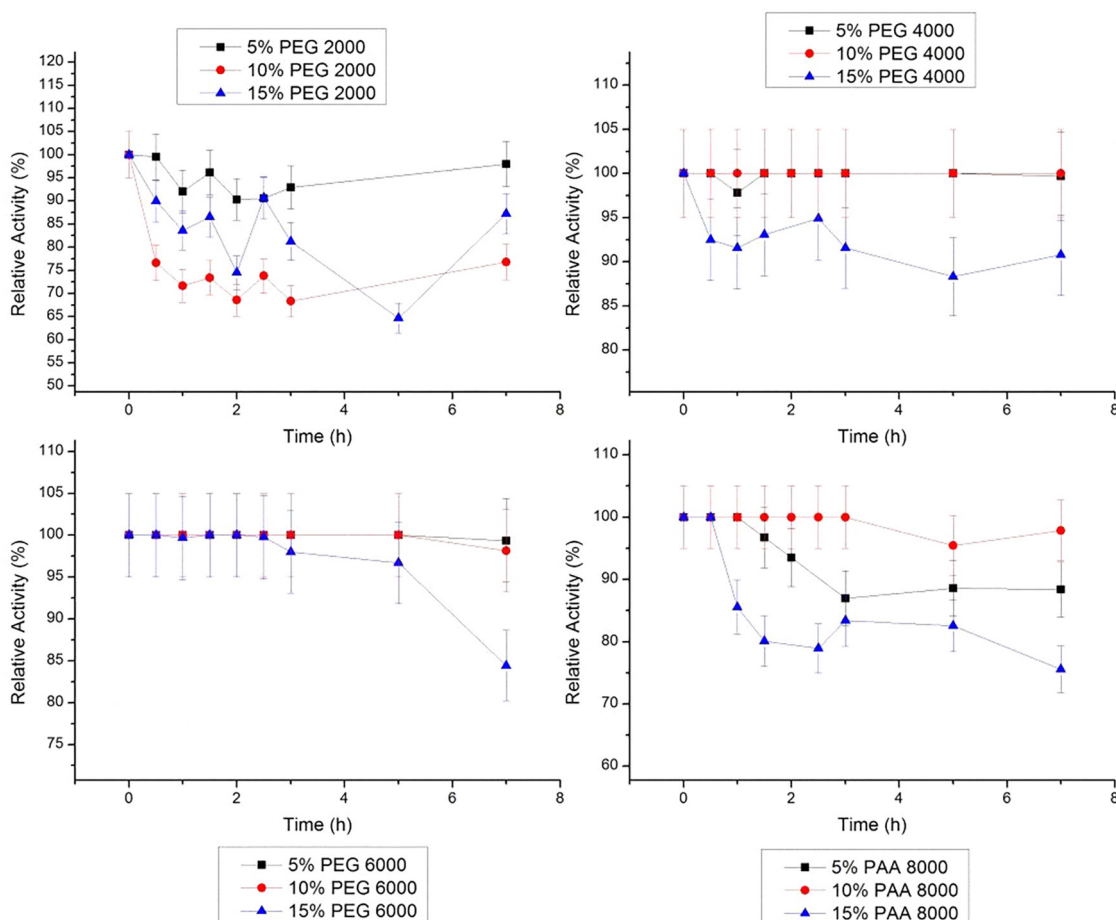 5% PEG 2000
10% PEG 2000
15% PEG 2000
120
115
110
105
100
95
90
85
80
75
70
65
60
55
50
Relative Activity (%)
0 2 4 6 8
Time (h)
5% PEG 4000
10% PEG 4000
15% PEG 4000
110
105
100
95
90
85
80
Relative Activity (%)
0 2 4 6 8
Time (h)
110
105
100
95
90
85
80
75
Relative Activity (%)
0 2 4 6 8
Time (h)
5% PEG 6000
10% PEG 6000
15% PEG 6000
110
100
90
80
70
60
Relative Activity (%)
0 2 4 6 8
Time (h)
5% PAA 8000
10% PAA 8000
15% PAA 8000